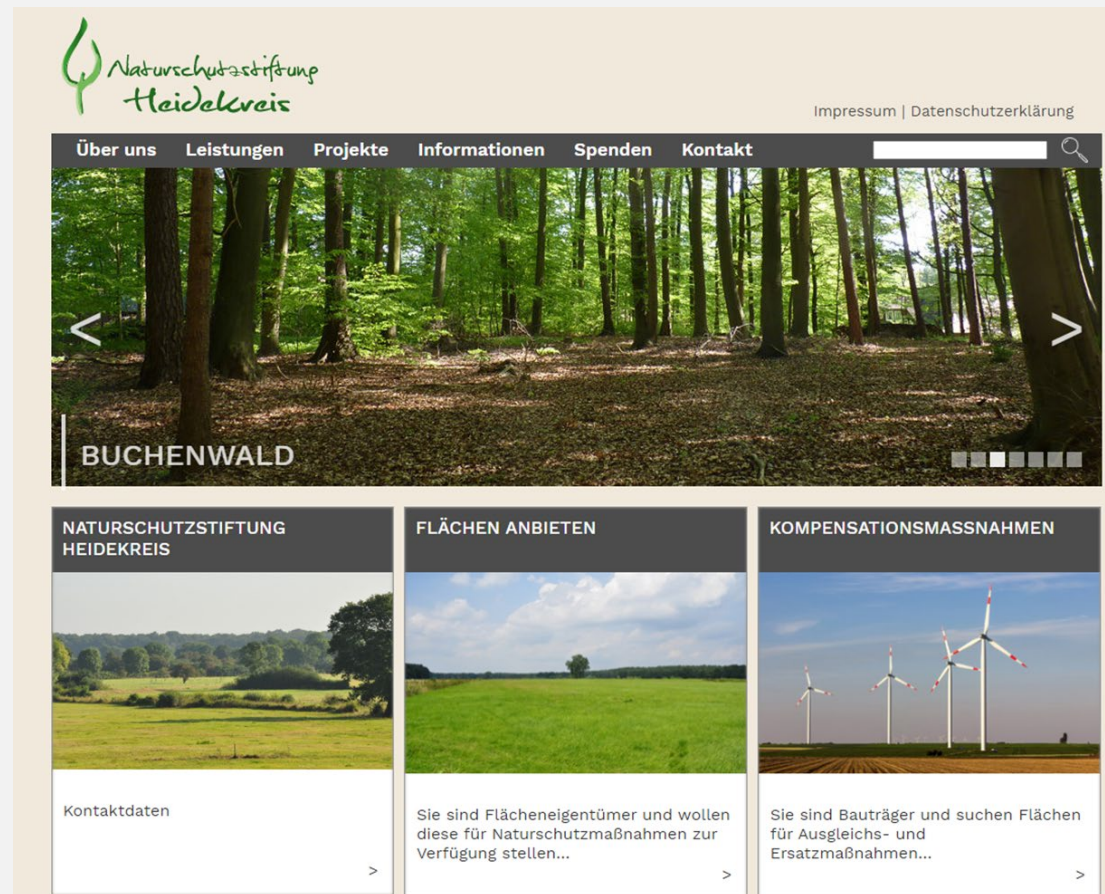 Naturschutzstiftung
Heidekreis
Impressum | Datenschutzerklärung
Über uns Leistungen Projekte Informationen Spenden Kontakt
< >
BUCHENWALD
NATURSCHUTZSTIFTUNG
HEIDEKREIS
Kontaktdaten
>
FLÄCHEN ANBIETEN
Sie sind Flächeneigentümer und wollen
diese für Naturschutzmaßnahmen zur
Verfügung stellen...
>
KOMPENSATIONSMASSNAHMEN
Sie sind Bauträger und suchen Flächen
für Ausgleichs- und
Ersatzmaßnahmen...
>